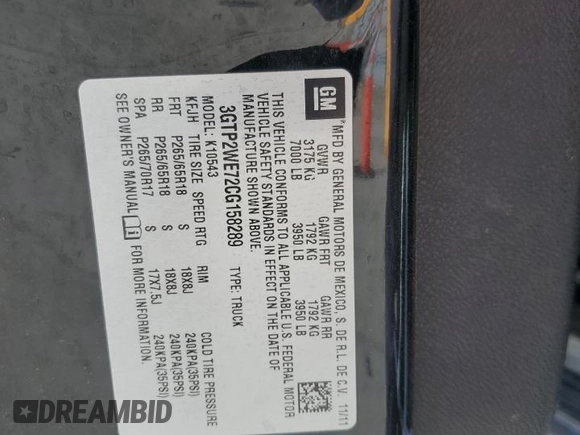 GM
MFD BY GENERAL MOTORS DE MEXICO, S. DE R.L. DE C.V. 11/11
GVWR GAWR FRT GAWR RR
3175 KG 1792 KG 1792 KG
7000 LB 3950 LB 3950 LB
THIS VEHICLE CONFORMS TO ALL APPLICABLE U.S. FEDERAL MOTOR
VEHICLE SAFETY STANDARDS IN EFFECT ON THE DATE OF
MANUFACTURE SHOWN ABOVE.
3GTP2WE72CG158289 TYPE: TRUCK
MODEL: K10543
KFJH TIRE SIZE SPEED RTG RIM COLD TIRE PRESSURE
FRT P265/65R18 S 18X8J 240KPA(35PSI)
RR P265/65R18 S 18X8J 240KPA(35PSI)
SPA P265/70R17 S 17X7.5J 240KPA(35PSI)
SEE OWNER'S MANUAL FOR MORE INFORMATION.
DREAMBID